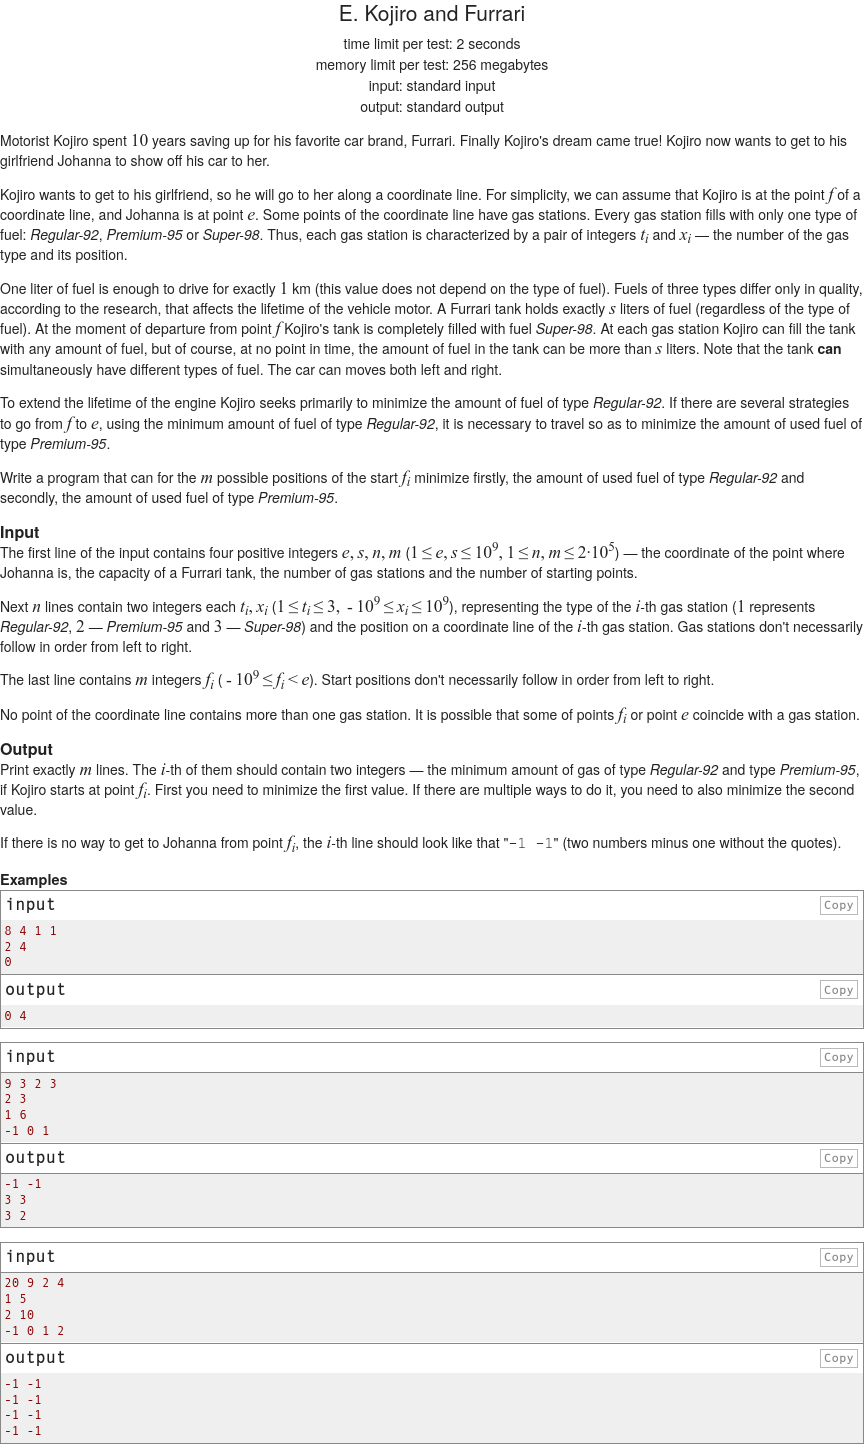 E. Kojiro and Furrari
time limit per test: 2 seconds
memory limit per test: 256 megabytes
input: standard input
output: standard output
Motorist Kojiro spent 10 years saving up for his favorite car brand, Furrari. Finally Kojiro's dream came true! Kojiro now wants to get to his
girlfriend Johanna to show off his car to her.
Kojiro wants to get to his girlfriend, so he will go to her along a coordinate line. For simplicity, we can assume that Kojiro is at the point f of a
coordinate line, and Johanna is at point e. Some points of the coordinate line have gas stations. Every gas station fills with only one type of
fuel: Regular-92, Premium-95 or Super-98. Thus, each gas station is characterized by a pair of integers tᵢ and xᵢ — the number of the gas
type and its position.
One liter of fuel is enough to drive for exactly 1 km (this value does not depend on the type of fuel). Fuels of three types differ only in quality,
according to the research, that affects the lifetime of the vehicle motor. A Furrari tank holds exactly s liters of fuel (regardless of the type of
fuel). At the moment of departure from point f Kojiro's tank is completely filled with fuel Super-98. At each gas station Kojiro can fill the tank
with any amount of fuel, but of course, at no point in time, the amount of fuel in the tank can be more than s liters. Note that the tank can
simultaneously have different types of fuel. The car can moves both left and right.
To extend the lifetime of the engine Kojiro seeks primarily to minimize the amount of fuel of type Regular-92. If there are several strategies
to go from f to e, using the minimum amount of fuel of type Regular-92, it is necessary to travel so as to minimize the amount of used fuel of
type Premium-95.
Write a program that can for the m possible positions of the start fᵢ minimize firstly, the amount of used fuel of type Regular-92 and
secondly, the amount of used fuel of type Premium-95.
Input
The first line of the input contains four positive integers e, s, n, m (1 ≤ e, s ≤ 10⁹, 1 ≤ n, m ≤ 2·10⁵) — the coordinate of the point where
Johanna is, the capacity of a Furrari tank, the number of gas stations and the number of starting points.
Next n lines contain two integers each tᵢ, xᵢ (1 ≤ tᵢ ≤ 3, - 10⁹ ≤ xᵢ ≤ 10⁹), representing the type of the i-th gas station (1 represents
Regular-92, 2 — Premium-95 and 3 — Super-98) and the position on a coordinate line of the i-th gas station. Gas stations don't necessarily
follow in order from left to right.
The last line contains m integers fᵢ ( - 10⁹ ≤ fᵢ < e). Start positions don't necessarily follow in order from left to right.
No point of the coordinate line contains more than one gas station. It is possible that some of points fᵢ or point e coincide with a gas station.
Output
Print exactly m lines. The i-th of them should contain two integers — the minimum amount of gas of type Regular-92 and type Premium-95,
if Kojiro starts at point fᵢ. First you need to minimize the first value. If there are multiple ways to do it, you need to also minimize the second
value.
If there is no way to get to Johanna from point fᵢ, the i-th line should look like that "-1 -1" (two numbers minus one without the quotes).
Examples
input Copy
8 4 1 1
2 4
0
output Copy
0 4
input Copy
9 3 2 3
2 3
1 6
-1 0 1
output Copy
-1 -1
3 3
3 2
input Copy
20 9 2 4
1 5
2 10
-1 0 1 2
output Copy
-1 -1
-1 -1
-1 -1
-1 -1